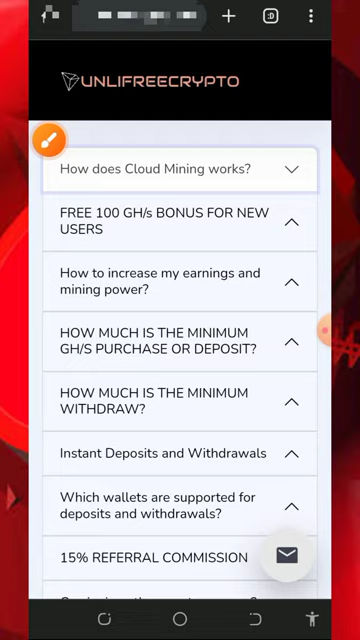 UNLIFREECRYPTO
How does Cloud Mining works?
FREE 100 GH/s BONUS FOR NEW
USERS
How to increase my earnings and
mining power?
HOW MUCH IS THE MINIMUM
GH/S PURCHASE OR DEPOSIT?
HOW MUCH IS THE MINIMUM
WITHDRAW?
Instant Deposits and Withdrawals
Which wallets are supported for
deposits and withdrawals?
15% REFERRAL COMMISSION